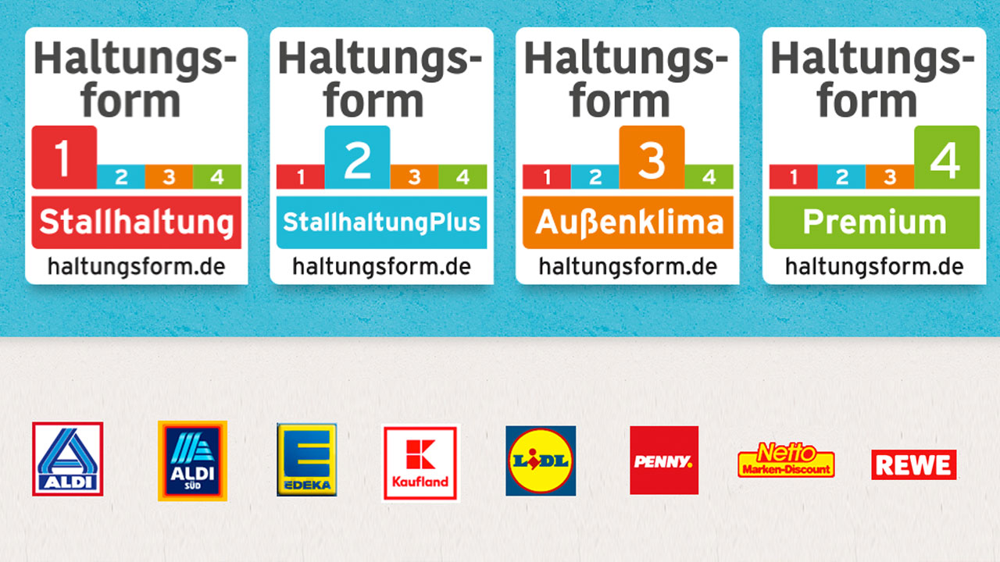 Haltungs-
form
1 2 3 4
Stallhaltung
haltungsform.de
Haltungs-
form
1 2 3 4
StallhaltungPlus
haltungsform.de
Haltungs-
form
1 2 3 4
Außenklima
haltungsform.de
Haltungs-
form
1 2 3 4
Premium
haltungsform.de
ALDI
ALDI
SÜD
E
EDEKA
K
Kaufland
LiDL
PENNY.
Netto
Marken-Discount
REWE